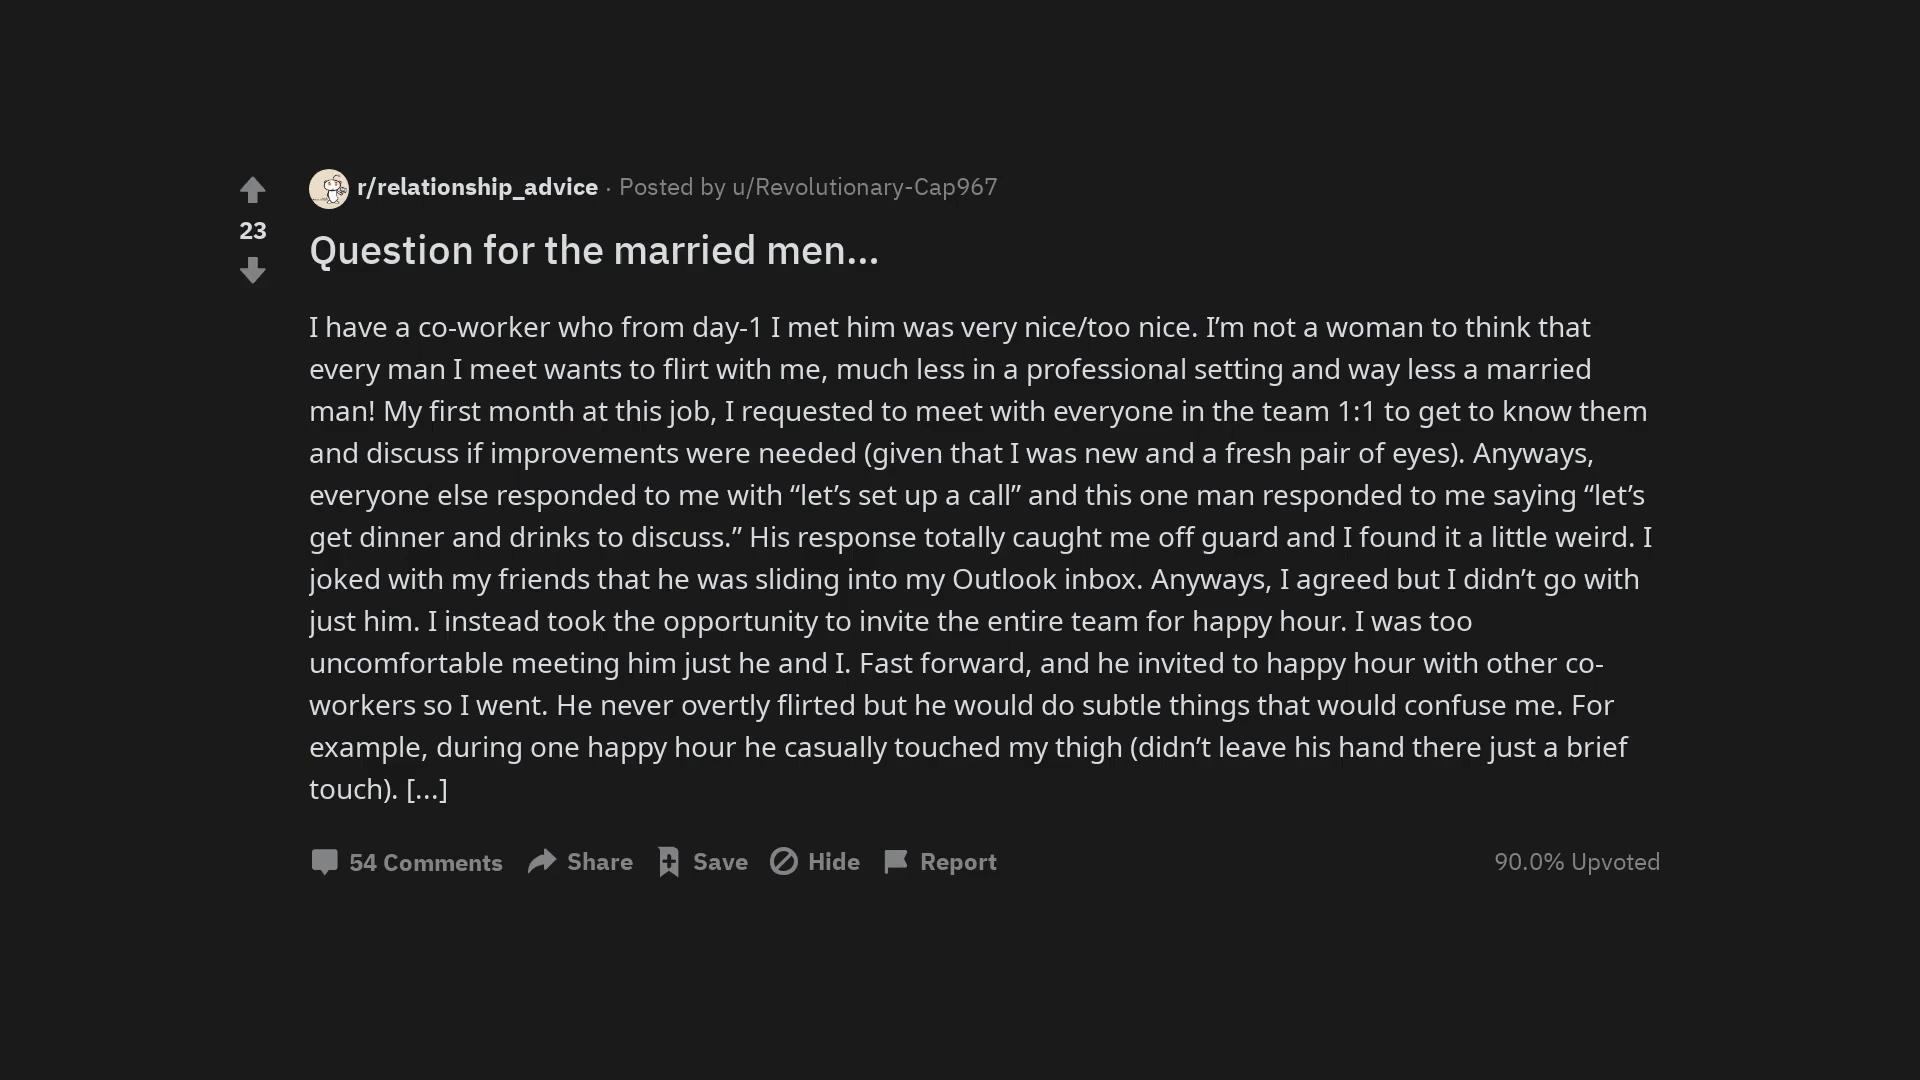 r/relationship_advice · Posted by u/Revolutionary-Cap967
23
Question for the married men...
I have a co-worker who from day-1 I met him was very nice/too nice. I’m not a woman to think that
every man I meet wants to flirt with me, much less in a professional setting and way less a married
man! My first month at this job, I requested to meet with everyone in the team 1:1 to get to know them
and discuss if improvements were needed (given that I was new and a fresh pair of eyes). Anyways,
everyone else responded to me with “let’s set up a call” and this one man responded to me saying “let’s
get dinner and drinks to discuss.” His response totally caught me off guard and I found it a little weird. I
joked with my friends that he was sliding into my Outlook inbox. Anyways, I agreed but I didn’t go with
just him. I instead took the opportunity to invite the entire team for happy hour. I was too
uncomfortable meeting him just he and I. Fast forward, and he invited to happy hour with other co-
workers so I went. He never overtly flirted but he would do subtle things that would confuse me. For
example, during one happy hour he casually touched my thigh (didn’t leave his hand there just a brief
touch). [...]
54 Comments Share Save Hide Report 90.0% Upvoted